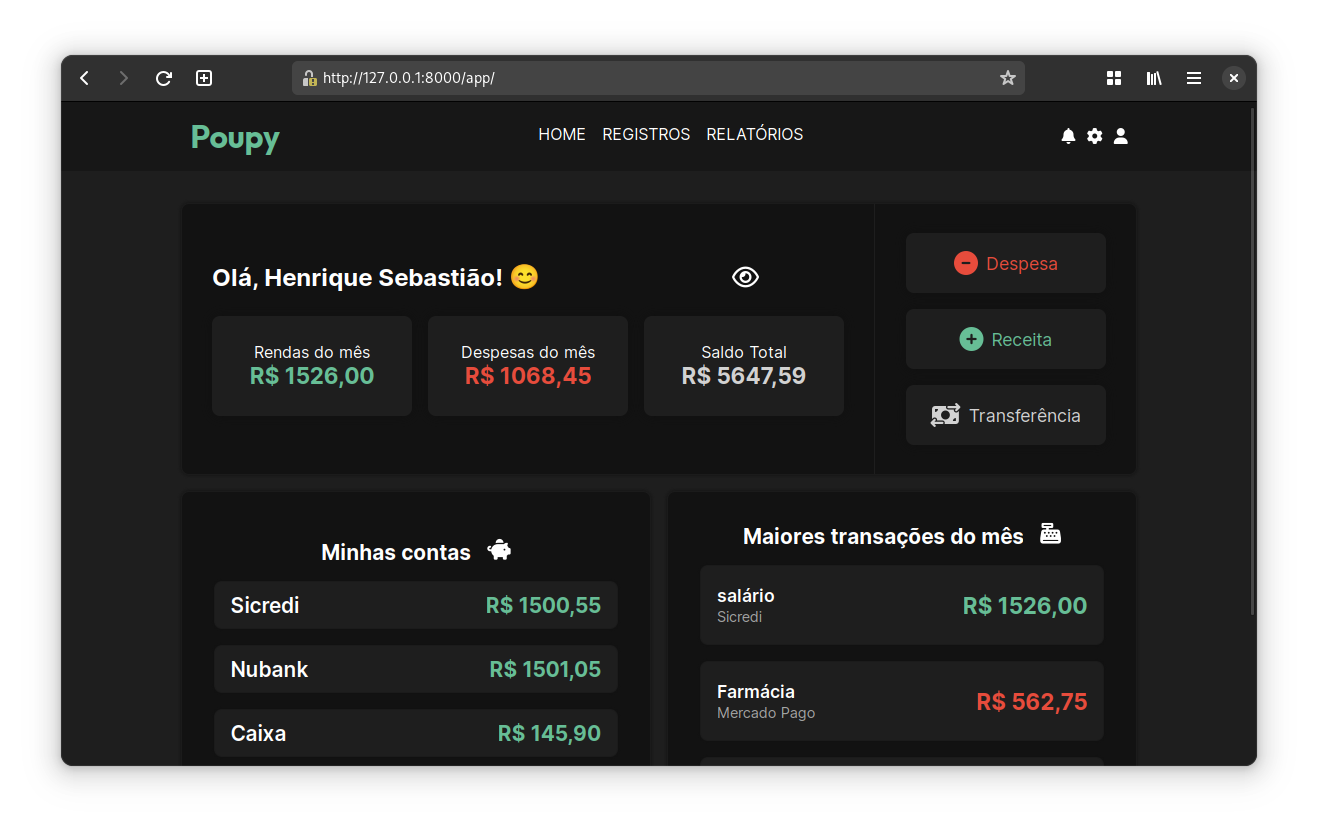 http://127.0.0.1:8000/app/
Poupy
HOME REGISTROS RELATÓRIOS
Olá, Henrique Sebastião! 😊
Rendas do mês
R$ 1526,00
Despesas do mês
R$ 1068,45
Saldo Total
R$ 5647,59
Despesa
Receita
Transferência
Minhas contas
Sicredi R$ 1500,55
Nubank R$ 1501,05
Caixa R$ 145,90
Maiores transações do mês
salário
Sicredi
R$ 1526,00
Farmácia
Mercado Pago
R$ 562,75